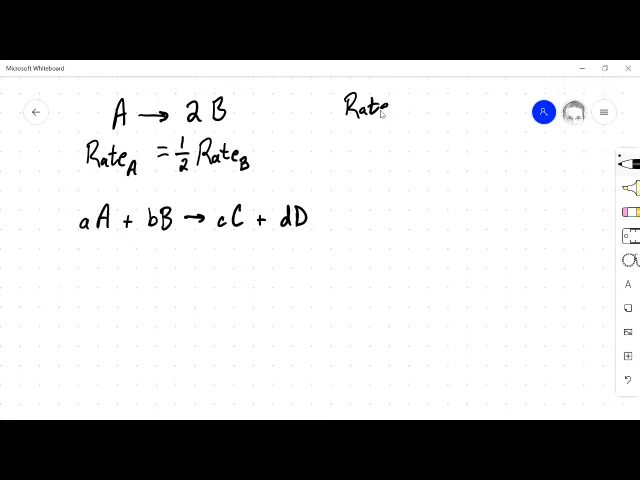 Microsoft Whiteboard
A → 2 B
Rate
Rate_A = 1/2 Rate_B
aA + bB → cC + dD
A